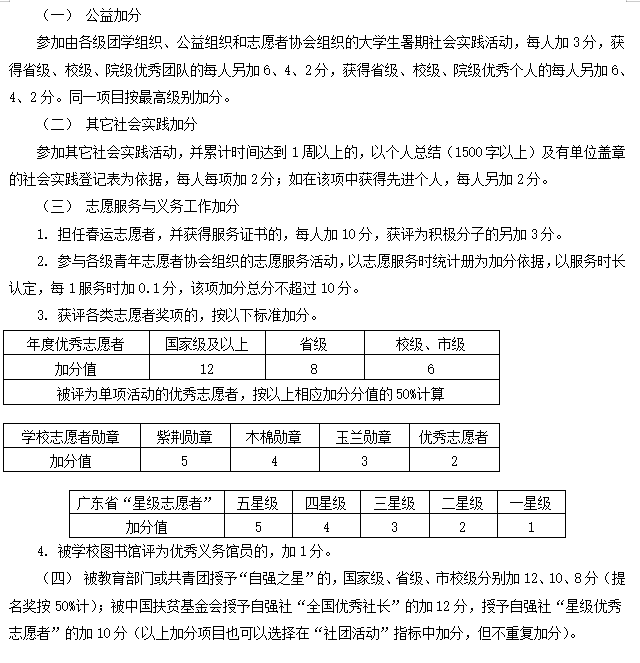 （一） 公益加分
参加由各级团学组织、公益组织和志愿者协会组织的大学生暑期社会实践活动，每人加 3 分，获
得省级、校级、院级优秀团队的每人另加 6、4、2 分，获得省级、校级、院级优秀个人的每人另加 6、
4、2 分。同一项目按最高级别加分。
（二） 其它社会实践加分
参加其它社会实践活动，并累计时间达到 1 周以上的，以个人总结（1500 字以上）及有单位盖章
的社会实践登记表为依据，每人每项加 2 分；如在该项中获得先进个人，每人另加 2 分。
（三） 志愿服务与义务工作加分
1. 担任春运志愿者，并获得服务证书的，每人加 10 分，获评为积极分子的另加 3 分。
2. 参与各级青年志愿者协会组织的志愿服务活动，以志愿服务时统计册为加分依据，以服务时长
认定，每 1 服务时加 0.1 分，该项加分总分不超过 10 分。
3. 获评各类志愿者奖项的，按以下标准加分。
年度优秀志愿者 国家级及以上 省级 校级、市级
加分值 12 8 6
被评为单项活动的优秀志愿者，按以上相应加分分值的 50%计算
学校志愿者勋章 紫荆勋章 木棉勋章 玉兰勋章 优秀志愿者
加分值 5 4 3 2
广东省“星级志愿者” 五星级 四星级 三星级 二星级 一星级
加分值 5 4 3 2 1
4. 被学校图书馆评为优秀义务馆员的，加 1 分。
（四） 被教育部门或共青团授予“自强之星”的，国家级、省级、市校级分别加 12、10、8 分（提
名奖按 50%计）；被中国扶贫基金会授予自强社“全国优秀社长”的加 12 分，授予自强社“星级优秀
志愿者”的加 10 分（以上加分项目也可以选择在“社团活动”指标中加分，但不重复加分）。